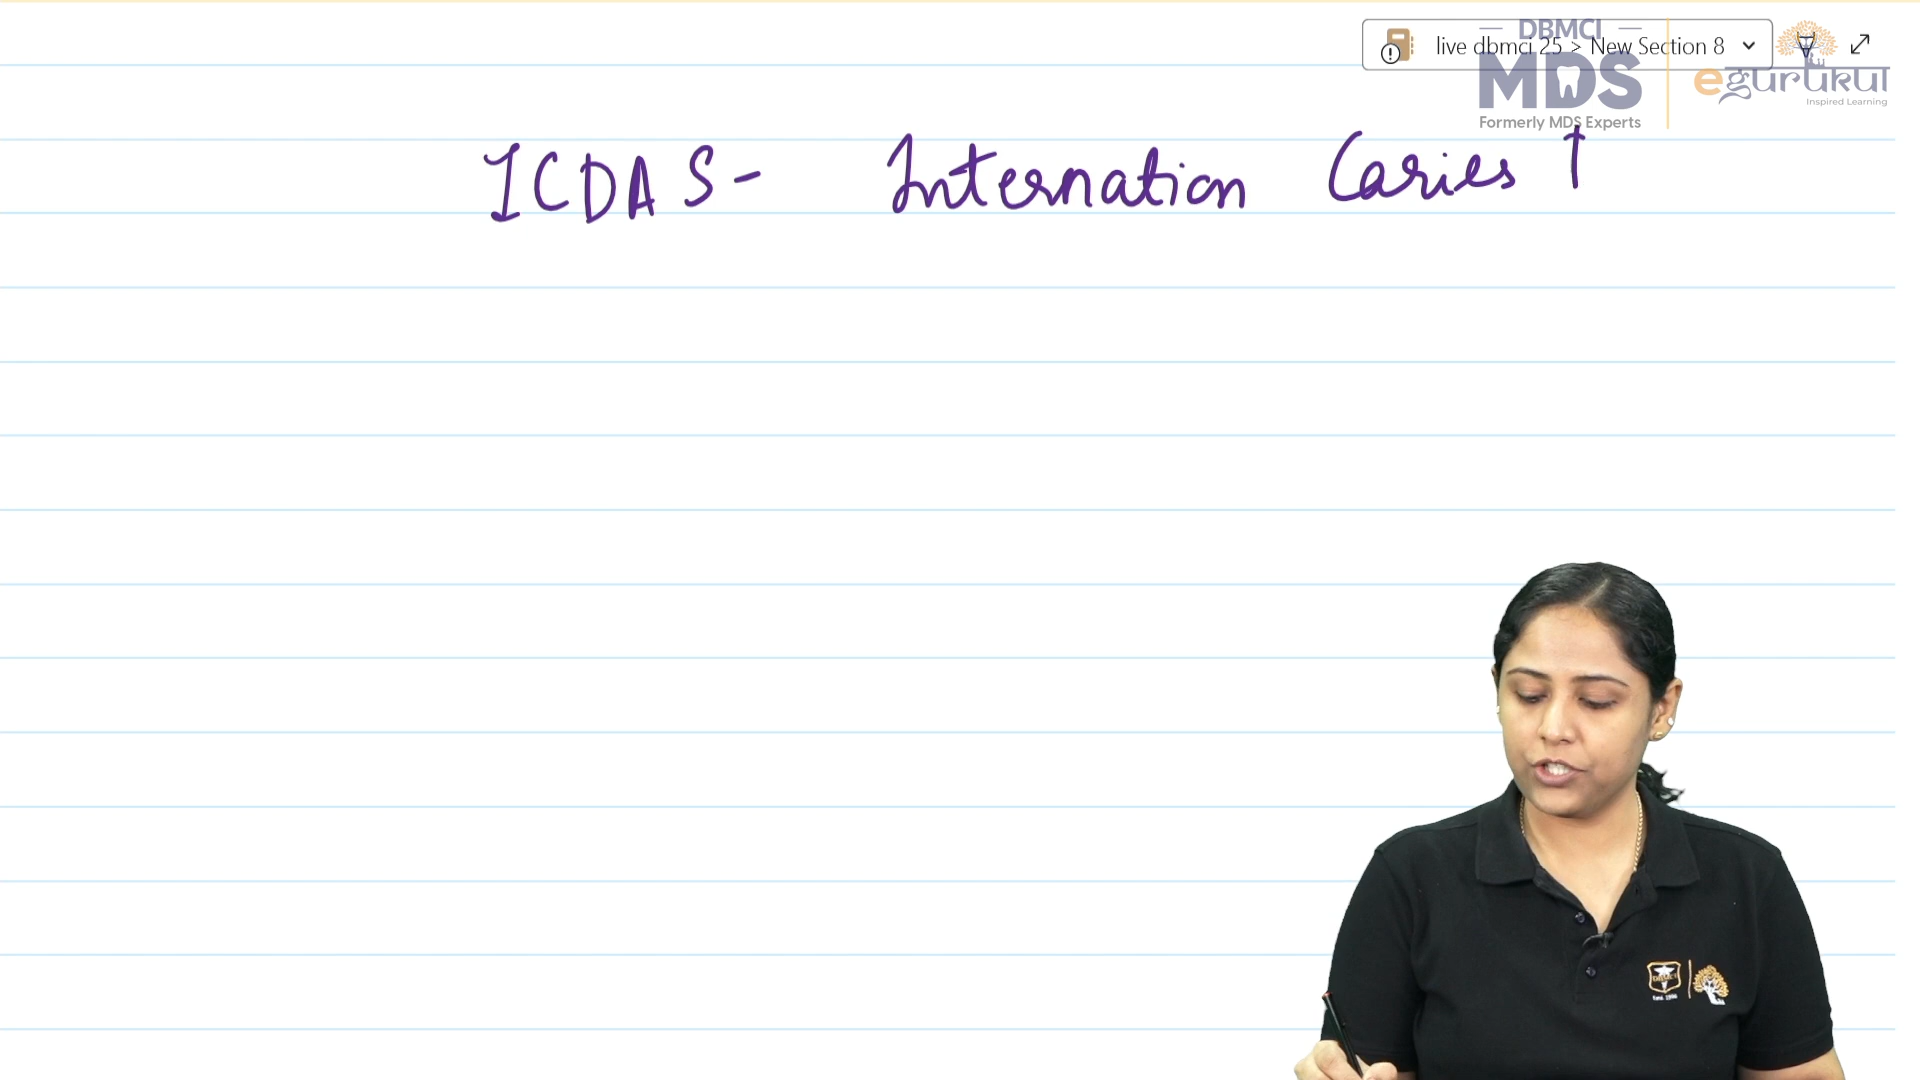 DBMCI
live dbmci 25 > New Section 8
MDS
egurukul
Inspired Learning
Formerly MDS Experts
ICDAS - Internation Caries